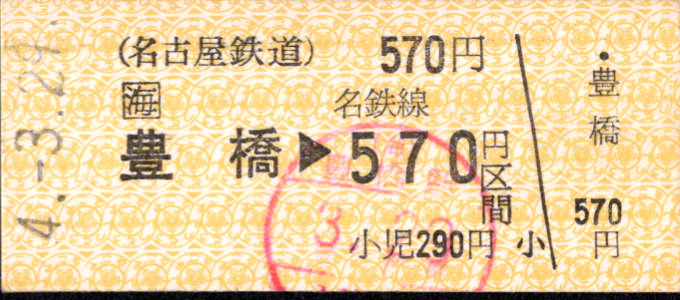 4.-3.29.
(名古屋鉄道) 570円
海 名鉄線
豊橋▶570円区間
小児290円 小
・豊橋
570円